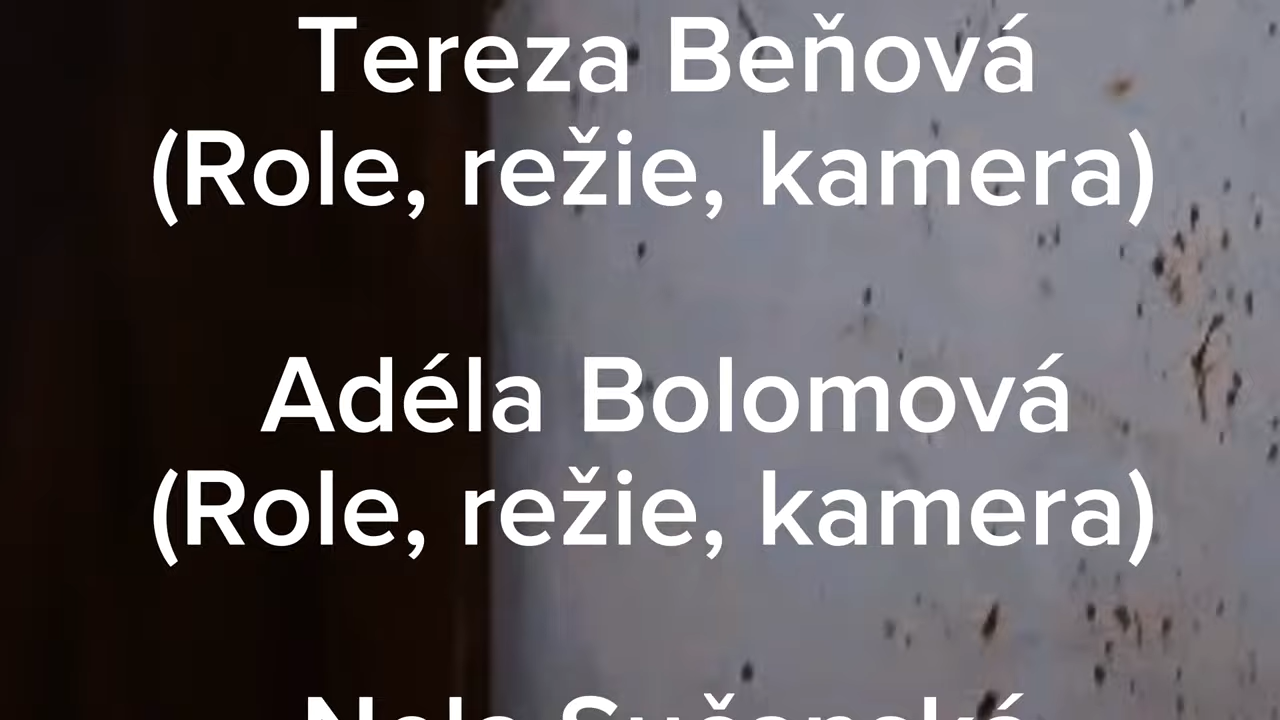 Tereza Beňová
(Role, režie, kamera)
Adéla Bolomová
(Role, režie, kamera)